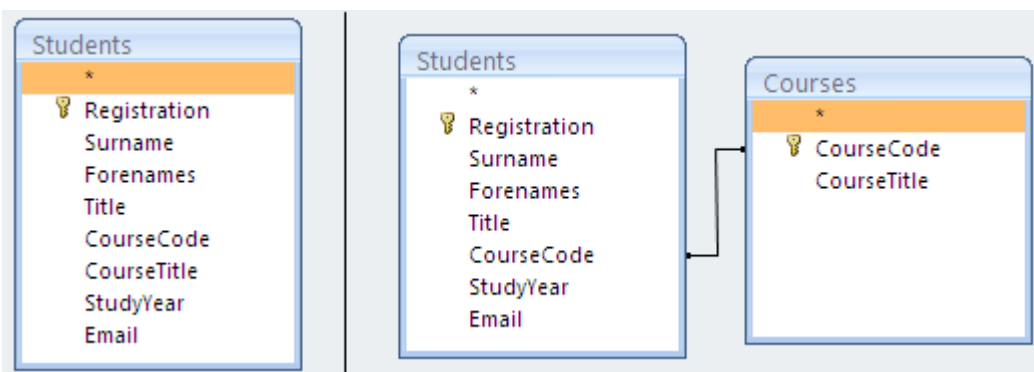 Students
*
Registration
Surname
Forenames
Title
CourseCode
CourseTitle
StudyYear
Email
Students
*
Registration
Surname
Forenames
Title
CourseCode
StudyYear
Email
Courses
*
CourseCode
CourseTitle